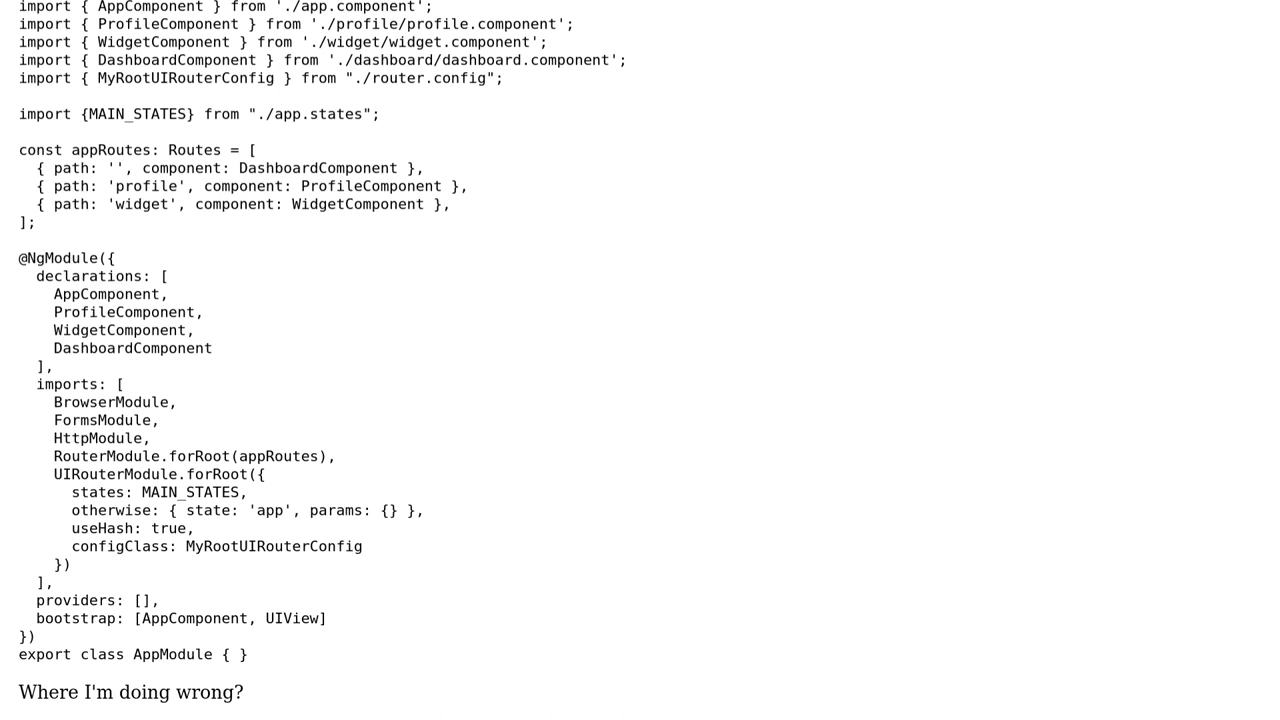 import { AppComponent } from './app.component';
import { ProfileComponent } from './profile/profile.component';
import { WidgetComponent } from './widget/widget.component';
import { DashboardComponent } from './dashboard/dashboard.component';
import { MyRootUIRouterConfig } from "./router.config";

import {MAIN_STATES} from "./app.states";

const appRoutes: Routes = [
  { path: '', component: DashboardComponent },
  { path: 'profile', component: ProfileComponent },
  { path: 'widget', component: WidgetComponent },
];

@NgModule({
  declarations: [
    AppComponent,
    ProfileComponent,
    WidgetComponent,
    DashboardComponent
  ],
  imports: [
    BrowserModule,
    FormsModule,
    HttpModule,
    RouterModule.forRoot(appRoutes),
    UIRouterModule.forRoot({
      states: MAIN_STATES,
      otherwise: { state: 'app', params: {} },
      useHash: true,
      configClass: MyRootUIRouterConfig
    })
  ],
  providers: [],
  bootstrap: [AppComponent, UIView]
})
export class AppModule { }

Where I'm doing wrong?